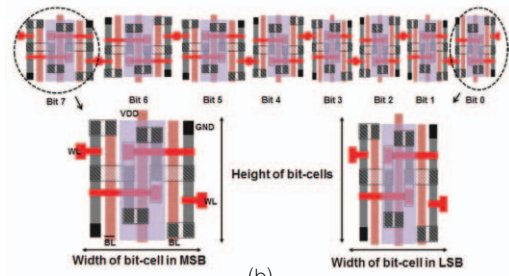 Bit 7 Bit 6 Bit 5 Bit 4 Bit 3 Bit 2 Bit 1 Bit 0
VDD
GND
WL
WL
Height of bit-cells
BL BL
Width of bit-cell in MSB Width of bit-cell in LSB
(b)